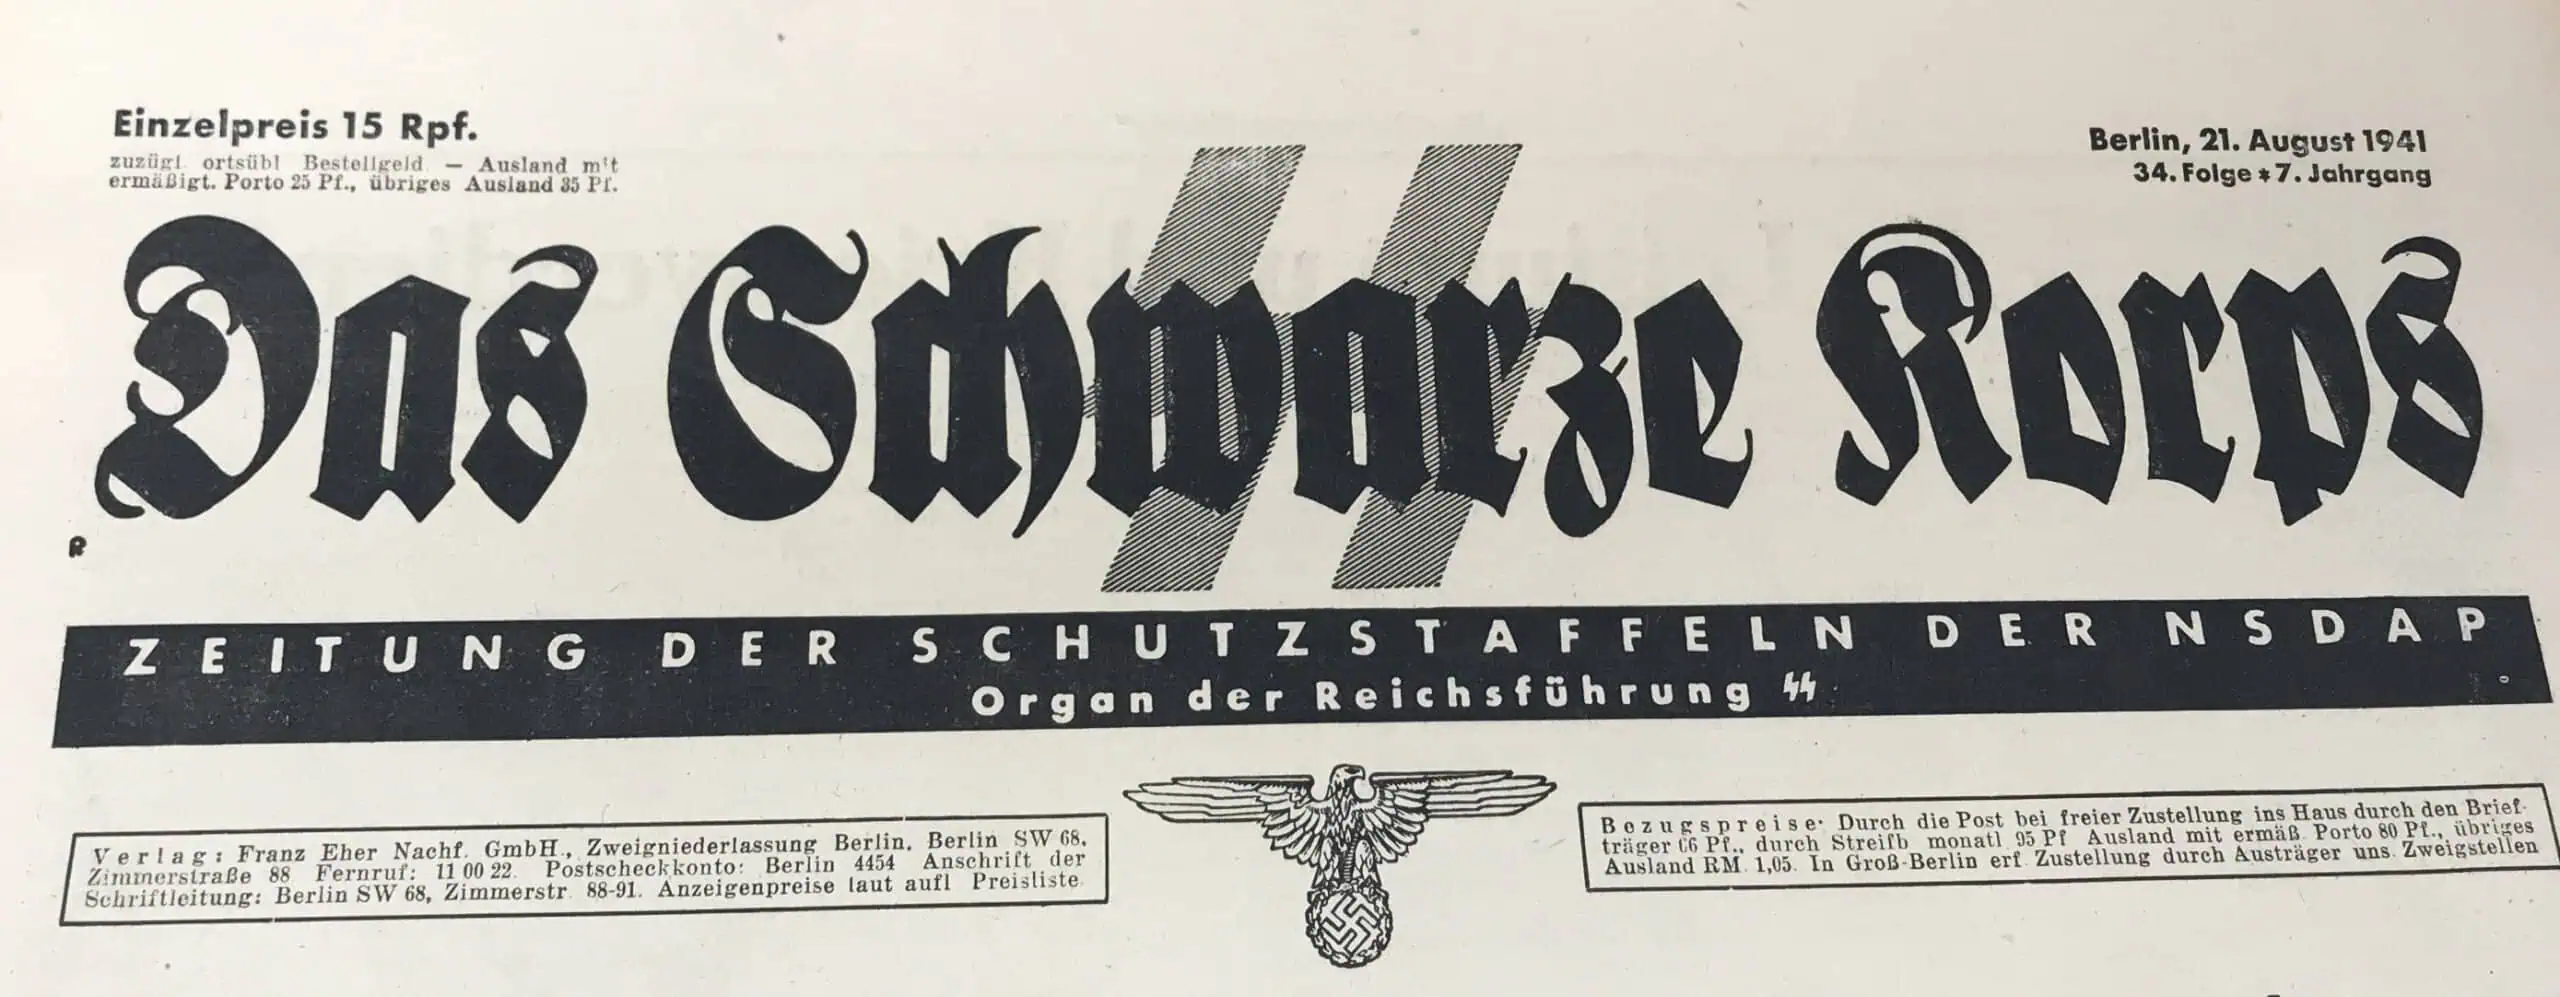 Einzelpreis 15 Rpf.
zuzügl. ortsübl Bestellgeld. — Ausland mit
ermäßigt. Porto 25 Pf., übriges Ausland 35 Pf.
Berlin, 21. August 1941
34. Folge * 7. Jahrgang
Das Schwarze Korps
R
ZEITUNG DER SCHUTZSTAFFELN DER NSDAP
Organ der Reichsführung ᛋᛋ
Verlag: Franz Eher Nachf. GmbH., Zweigniederlassung Berlin, Berlin SW 68,
Zimmerstraße 88 Fernruf: 11 00 22. Postscheckkonto: Berlin 4454 Anschrift der
Schriftleitung: Berlin SW 68, Zimmerstr. 88-91. Anzeigenpreise laut aufl Preisliste.
Bezugspreise: Durch die Post bei freier Zustellung ins Haus durch den Brief-
träger 66 Pf., durch Streifb monatl 95 Pf Ausland mit ermäß. Porto 80 Pf., übriges
Ausland RM. 1,05. In Groß-Berlin erf. Zustellung durch Austräger uns. Zweigstellen